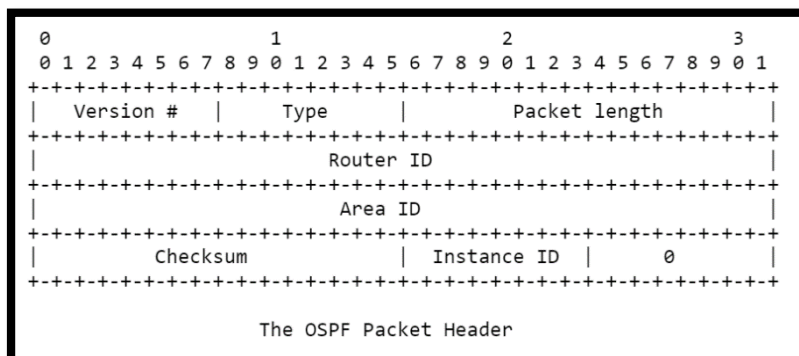 0                   1                   2                   3
0 1 2 3 4 5 6 7 8 9 0 1 2 3 4 5 6 7 8 9 0 1 2 3 4 5 6 7 8 9 0 1
+-+-+-+-+-+-+-+-+-+-+-+-+-+-+-+-+-+-+-+-+-+-+-+-+-+-+-+-+-+-+-+-+
|   Version #   |     Type      |         Packet length         |
+-+-+-+-+-+-+-+-+-+-+-+-+-+-+-+-+-+-+-+-+-+-+-+-+-+-+-+-+-+-+-+-+
|                         Router ID                             |
+-+-+-+-+-+-+-+-+-+-+-+-+-+-+-+-+-+-+-+-+-+-+-+-+-+-+-+-+-+-+-+-+
|                          Area ID                              |
+-+-+-+-+-+-+-+-+-+-+-+-+-+-+-+-+-+-+-+-+-+-+-+-+-+-+-+-+-+-+-+-+
|          Checksum             |  Instance ID  |      0        |
+-+-+-+-+-+-+-+-+-+-+-+-+-+-+-+-+-+-+-+-+-+-+-+-+-+-+-+-+-+-+-+-+
The OSPF Packet Header